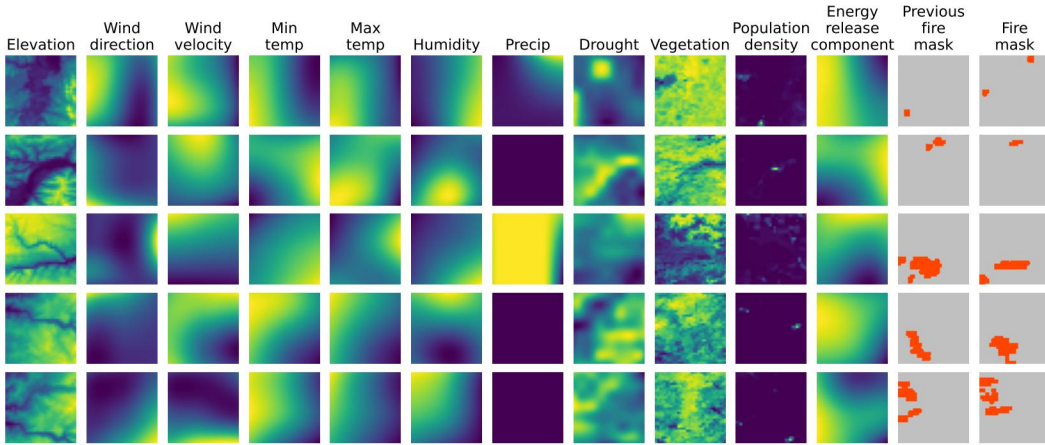 Elevation
Wind
direction
Wind
velocity
Min
temp
Max
temp
Humidity
Precip
Drought
Vegetation
Population
density
Energy
release
component
Previous
fire
mask
Fire
mask